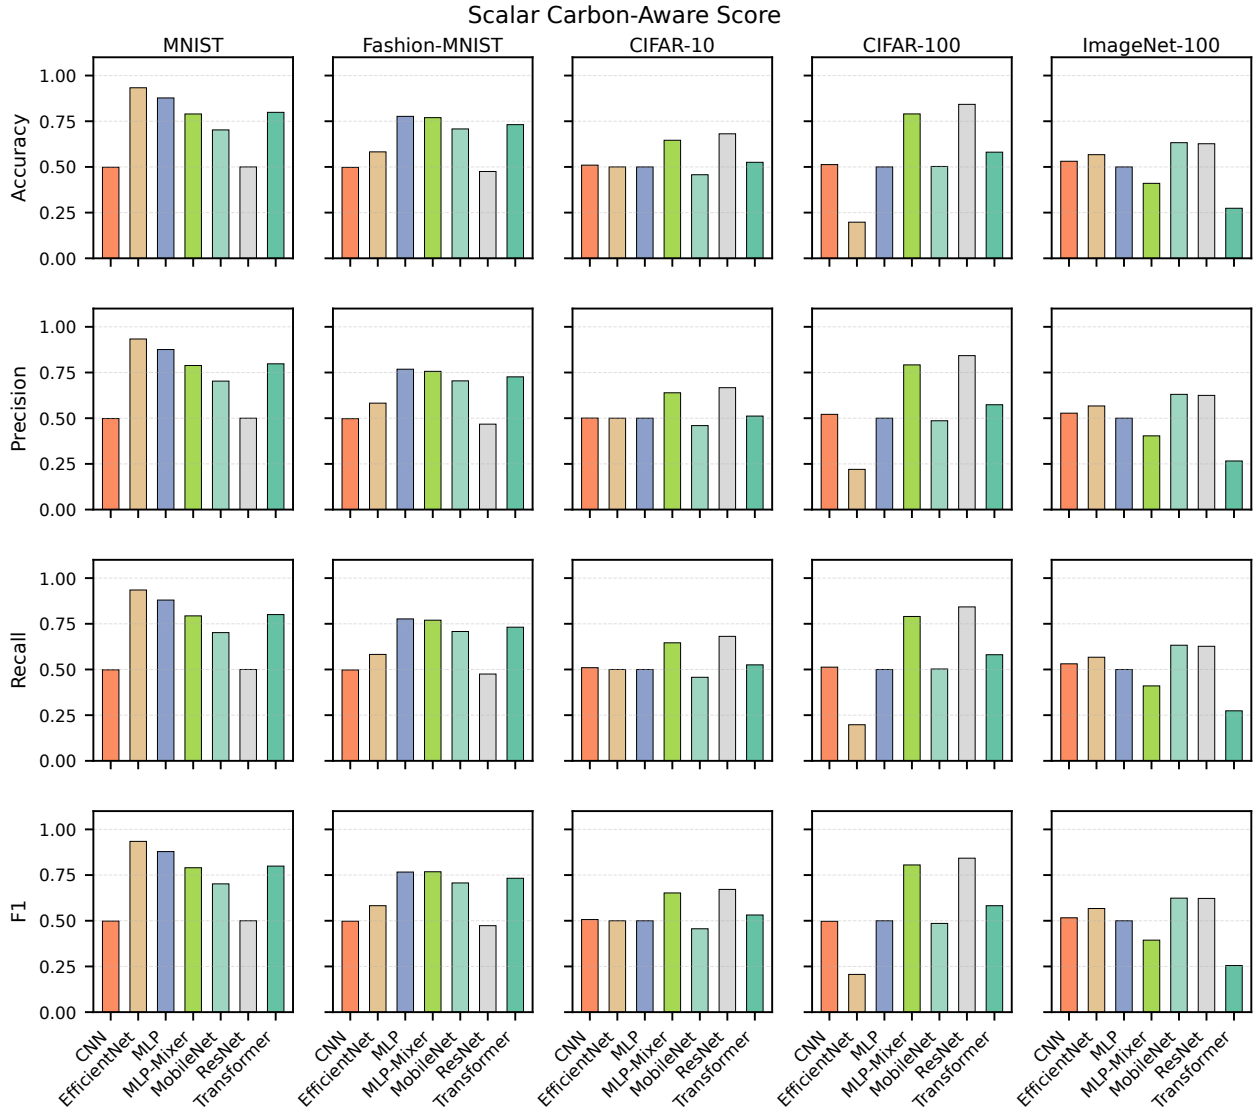 Scalar Carbon-Aware Score
MNIST
Fashion-MNIST
CIFAR-10
CIFAR-100
ImageNet-100
Accuracy
1.00
0.75
0.50
0.25
0.00
Precision
1.00
0.75
0.50
0.25
0.00
Recall
1.00
0.75
0.50
0.25
0.00
F1
1.00
0.75
0.50
0.25
0.00
CNN
EfficientNet
MLP
MLP-Mixer
MobileNet
ResNet
Transformer
CNN
EfficientNet
MLP
MLP-Mixer
MobileNet
ResNet
Transformer
CNN
EfficientNet
MLP
MLP-Mixer
MobileNet
ResNet
Transformer
CNN
EfficientNet
MLP
MLP-Mixer
MobileNet
ResNet
Transformer
CNN
EfficientNet
MLP
MLP-Mixer
MobileNet
ResNet
Transformer